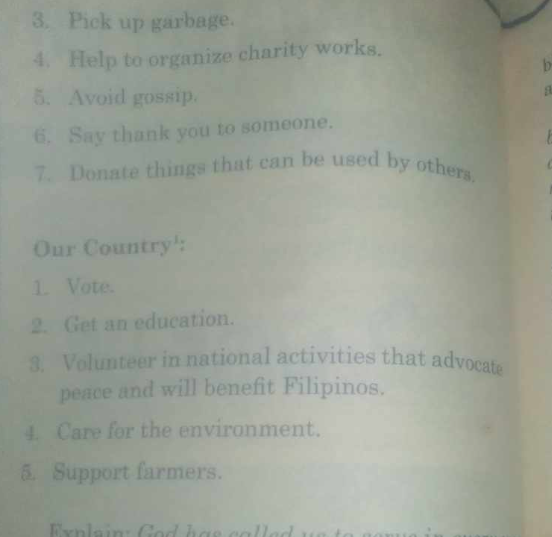 3. Pick up garbage.
4. Help to organize charity works.
5. Avoid gossip.
6. Say thank you to someone.
7. Donate things that can be used by others.
Our Country¹:
1. Vote.
2. Get an education.
3. Volunteer in national activities that advocate
peace and will benefit Filipinos.
4. Care for the environment.
5. Support farmers.
Explain: God has called us to serve in